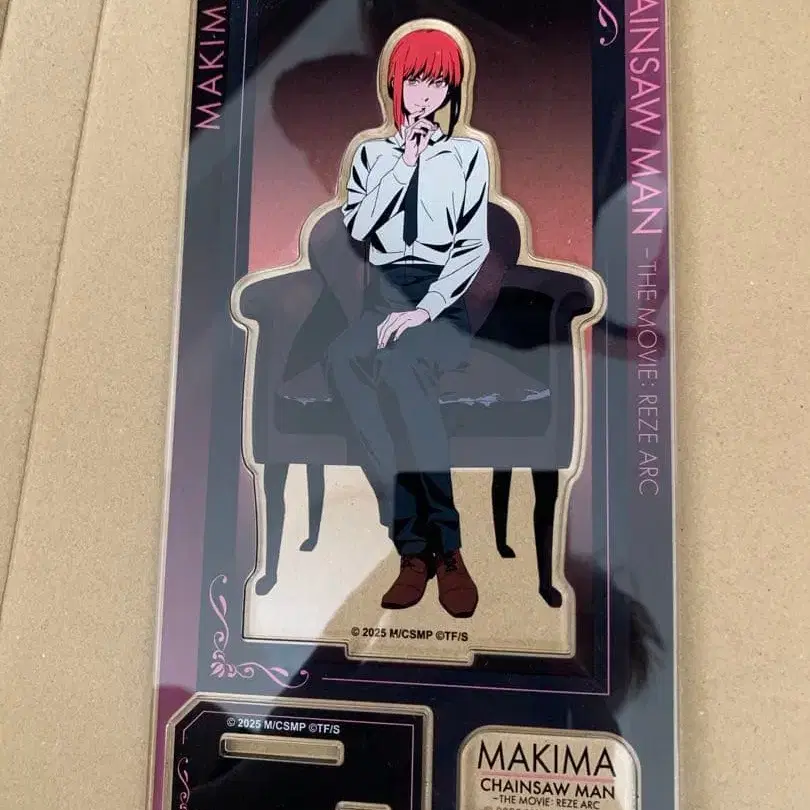 MAKIM
AINSAW MAN -THE MOVIE: REZE ARC
© 2025 M/CSMP ©TF/S
© 2025 M/CSMP ©TF/S
MAKIMA
CHAINSAW MAN
-THE MOVIE: REZE ARC